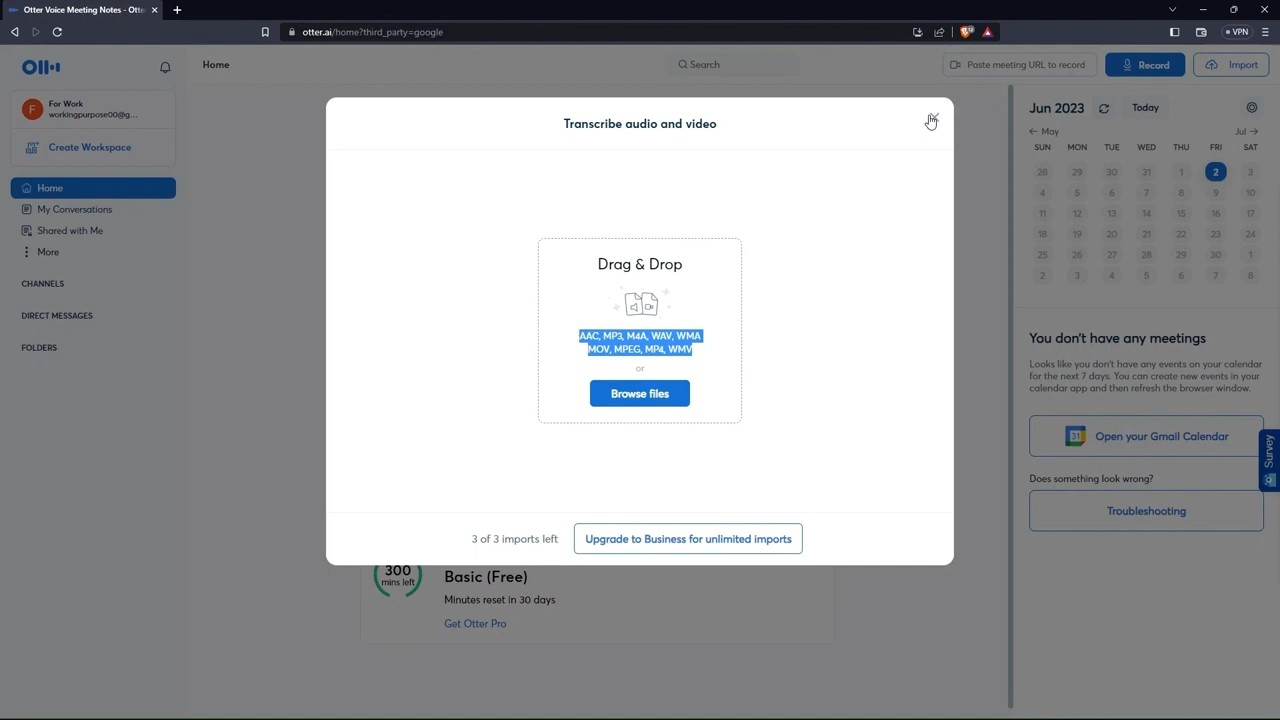 Otter Voice Meeting Notes - Otter
otter.ai/home?third_party=google
VPN
Home
Search
Paste meeting URL to record
Record
Import
F
For Work
workingpurpose00@g...
Create Workspace
Home
My Conversations
Shared with Me
More
CHANNELS
DIRECT MESSAGES
FOLDERS
Transcribe audio and video
Drag & Drop
AAC, MP3, M4A, WAV, WMA
MOV, MPEG, MP4, WMV
or
Browse files
3 of 3 imports left
Upgrade to Business for unlimited imports
300
mins left
Basic (Free)
Minutes reset in 30 days
Get Otter Pro
Jun 2023
Today
May
Jul
SUN MON TUE WED THU FRI SAT
28 29 30 31 1 2 3
4 5 6 7 8 9 10
11 12 13 14 15 16 17
18 19 20 21 22 23 24
25 26 27 28 29 30 1
2 3 4 5 6 7 8
You don't have any meetings
Looks like you don't have any events on your calendar
for the next 7 days. You can create new events in your
calendar app and then refresh the browser window.
31
Open your Gmail Calendar
Does something look wrong?
Troubleshooting
Survey